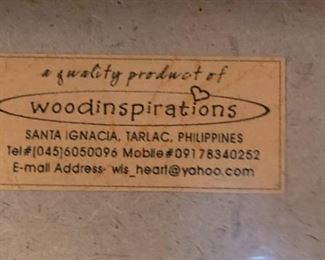 a quality product of
woodinspirations
SANTA IGNACIA, TARLAC, PHILIPPINES
Tel#(045)6050096 Mobile#09178340252
E-mail Address- wis_heart@yahoo.com